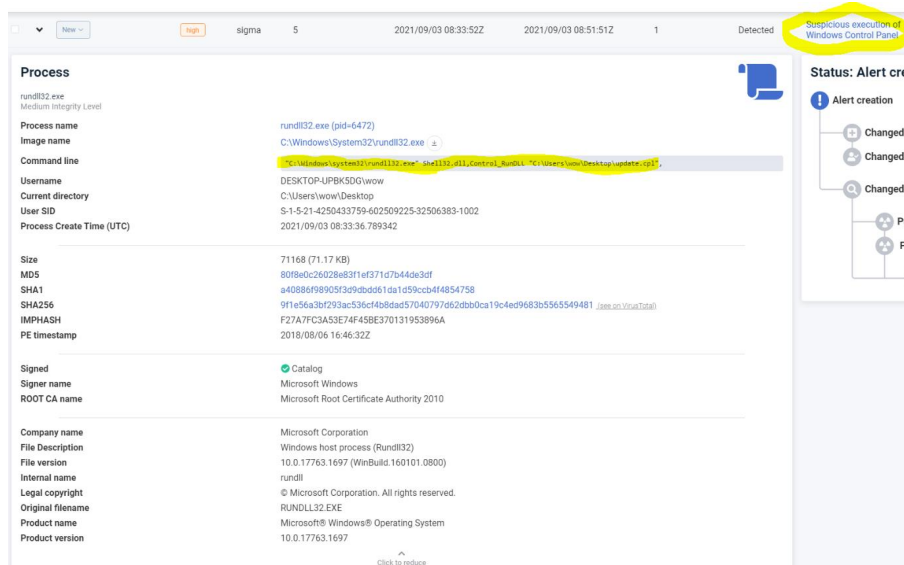 New
high
sigma
5
2021/09/03 08:33:52Z
2021/09/03 08:51:51Z
1
Detected
Suspicious execution of
Windows Control Panel
Process
rundll32.exe
Medium Integrity Level
Process name rundll32.exe (pid=6472)
Image name C:\Windows\System32\rundll32.exe
Command line "C:\Windows\system32\rundll32.exe" Shell32.dll,Control_RunDLL "C:\Users\wow\Desktop\update.cpl",
Username DESKTOP-UPBK5DG\wow
Current directory C:\Users\wow\Desktop
User SID S-1-5-21-4250433759-602509225-32506383-1002
Process Create Time (UTC) 2021/09/03 08:33:36.789342
Size 71168 (71.17 KB)
MD5 80f8e0c26028e83f1ef371d7b44de3df
SHA1 a40886f98905f3d9dbdd61da1d59ccb4f4854758
SHA256 9f1e56a3bf293ac536cf4b8dad57040797d62dbb0ca19c4ed9683b5565549481 (see on VirusTotal)
IMPHASH F27A7FC3A53E74F45BE370131953896A
PE timestamp 2018/08/06 16:46:32Z
Signed Catalog
Signer name Microsoft Windows
ROOT CA name Microsoft Root Certificate Authority 2010
Company name Microsoft Corporation
File Description Windows host process (Rundll32)
File version 10.0.17763.1697 (WinBuild.160101.0800)
Internal name rundll
Legal copyright © Microsoft Corporation. All rights reserved.
Original filename RUNDLL32.EXE
Product name Microsoft® Windows® Operating System
Product version 10.0.17763.1697
Click to reduce
Status: Alert cre
Alert creation
Changed
Changed
Changed
P